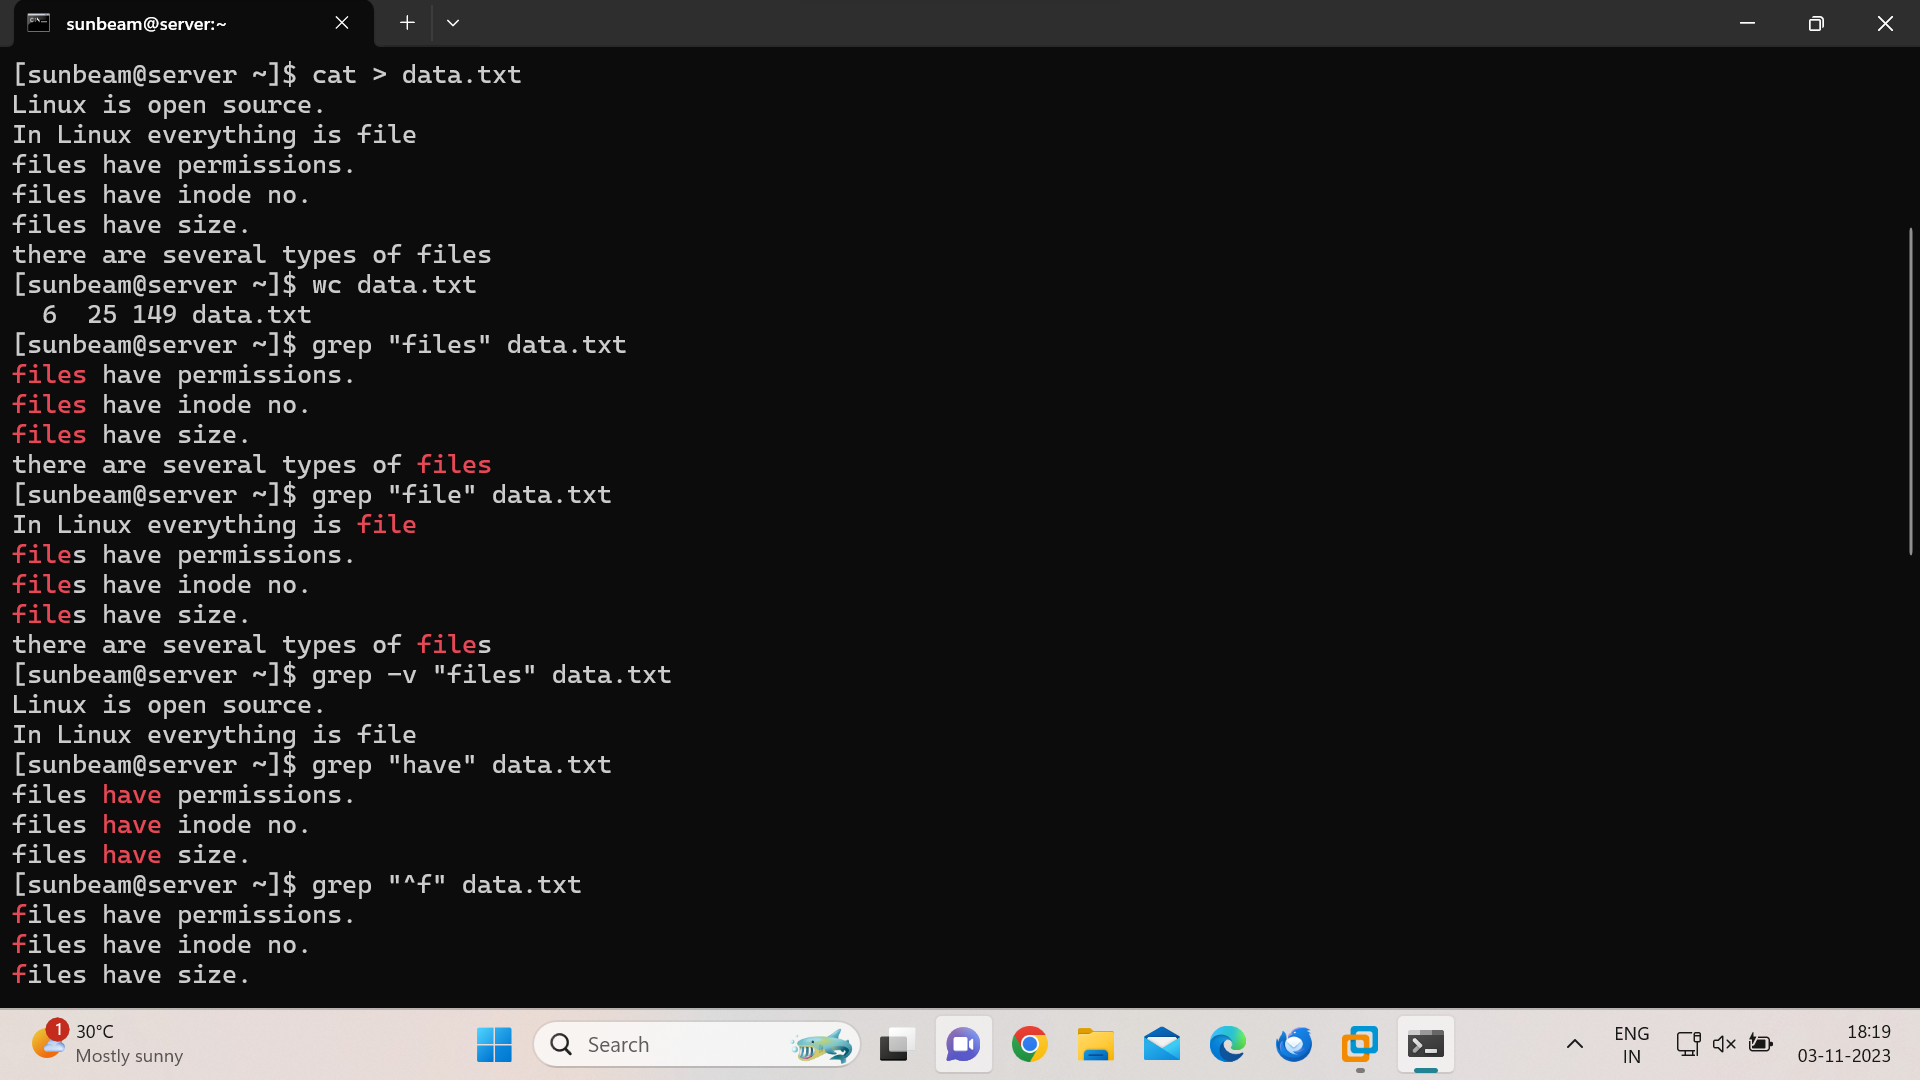 sunbeam@server:~
[sunbeam@server ~]$ cat > data.txt
Linux is open source.
In Linux everything is file
files have permissions.
files have inode no.
files have size.
there are several types of files
[sunbeam@server ~]$ wc data.txt
  6  25 149 data.txt
[sunbeam@server ~]$ grep "files" data.txt
files have permissions.
files have inode no.
files have size.
there are several types of files
[sunbeam@server ~]$ grep "file" data.txt
In Linux everything is file
files have permissions.
files have inode no.
files have size.
there are several types of files
[sunbeam@server ~]$ grep -v "files" data.txt
Linux is open source.
In Linux everything is file
[sunbeam@server ~]$ grep "have" data.txt
files have permissions.
files have inode no.
files have size.
[sunbeam@server ~]$ grep "^f" data.txt
files have permissions.
files have inode no.
files have size.
1
30°C
Mostly sunny
Search
ENG
IN
18:19
03-11-2023